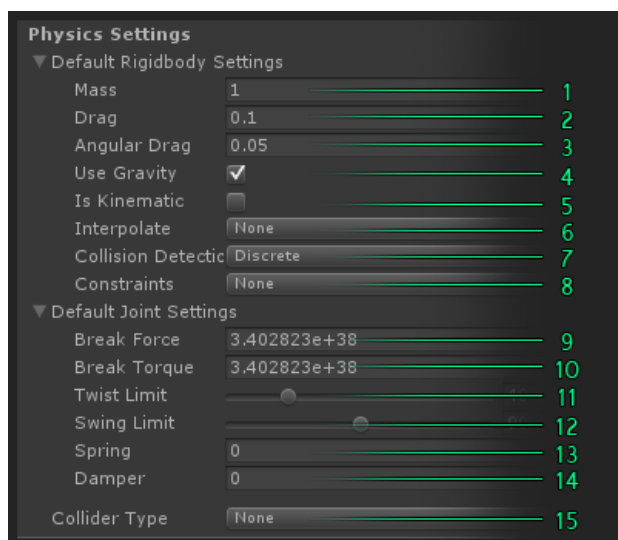 Physics Settings
Default Rigidbody Settings
Mass 1 1
Drag 0.1 2
Angular Drag 0.05 3
Use Gravity 4
Is Kinematic 5
Interpolate None 6
Collision Detectic Discrete 7
Constraints None 8
Default Joint Settings
Break Force 3.402823e+38 9
Break Torque 3.402823e+38 10
Twist Limit 11
Swing Limit 12
Spring 0 13
Damper 0 14
Collider Type None 15